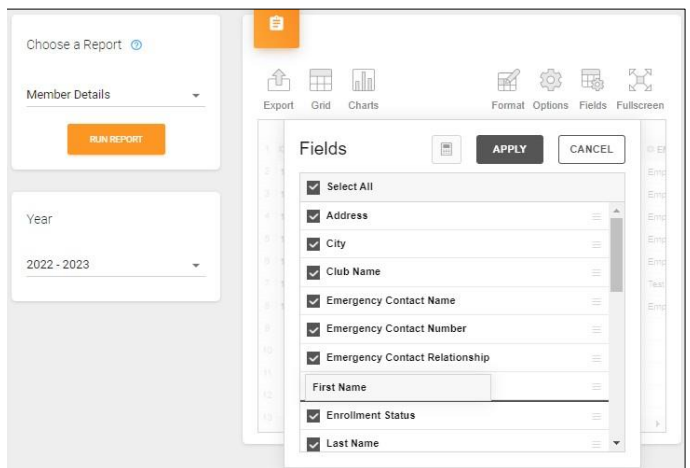 Choose a Report
Member Details
RUN REPORT
Year
2022 - 2023
Export Grid Charts Format Options Fields Fullscreen
Fields APPLY CANCEL
Select All
Address
City
Club Name
Emergency Contact Name
Emergency Contact Number
Emergency Contact Relationship
First Name
Enrollment Status
Last Name